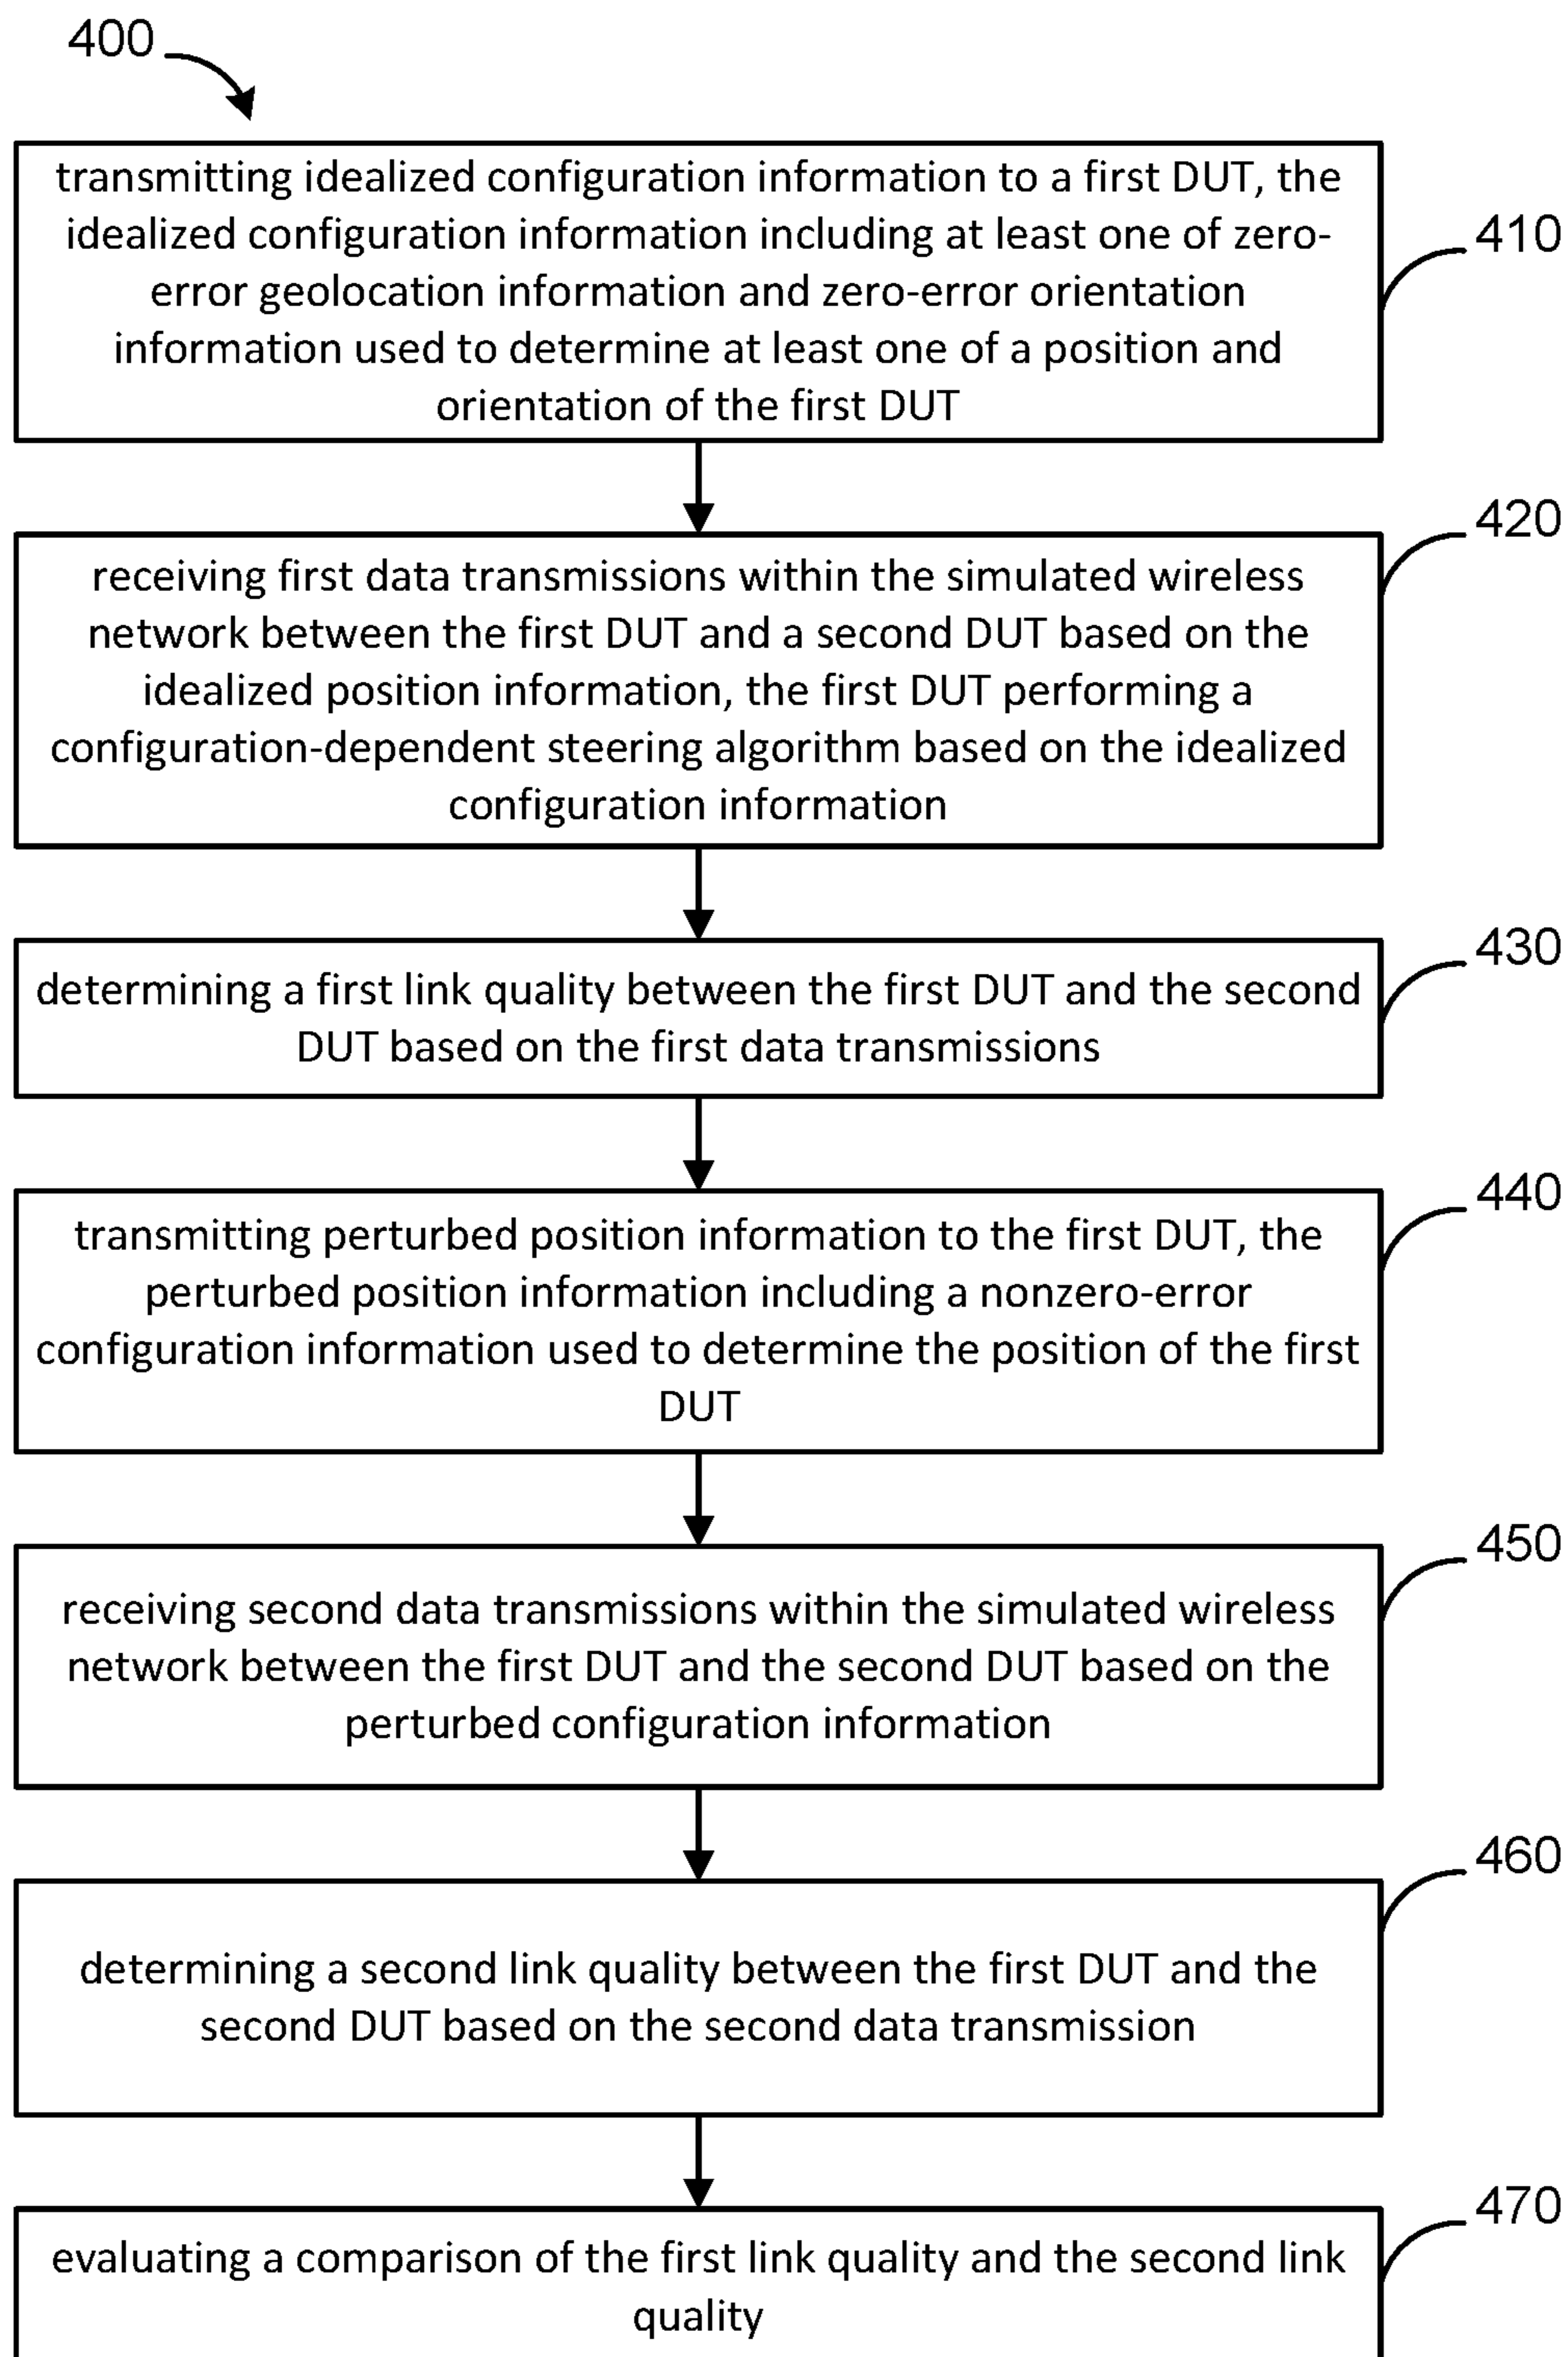 400
transmitting idealized configuration information to a first DUT, the
idealized configuration information including at least one of zero-
error geolocation information and zero-error orientation
information used to determine at least one of a position and
orientation of the first DUT
410
receiving first data transmissions within the simulated wireless
network between the first DUT and a second DUT based on the
idealized position information, the first DUT performing a
configuration-dependent steering algorithm based on the idealized
configuration information
420
determining a first link quality between the first DUT and the second
DUT based on the first data transmissions
430
transmitting perturbed position information to the first DUT, the
perturbed position information including a nonzero-error
configuration information used to determine the position of the first
DUT
440
receiving second data transmissions within the simulated wireless
network between the first DUT and the second DUT based on the
perturbed configuration information
450
determining a second link quality between the first DUT and the
second DUT based on the second data transmission
460
evaluating a comparison of the first link quality and the second link
quality
470